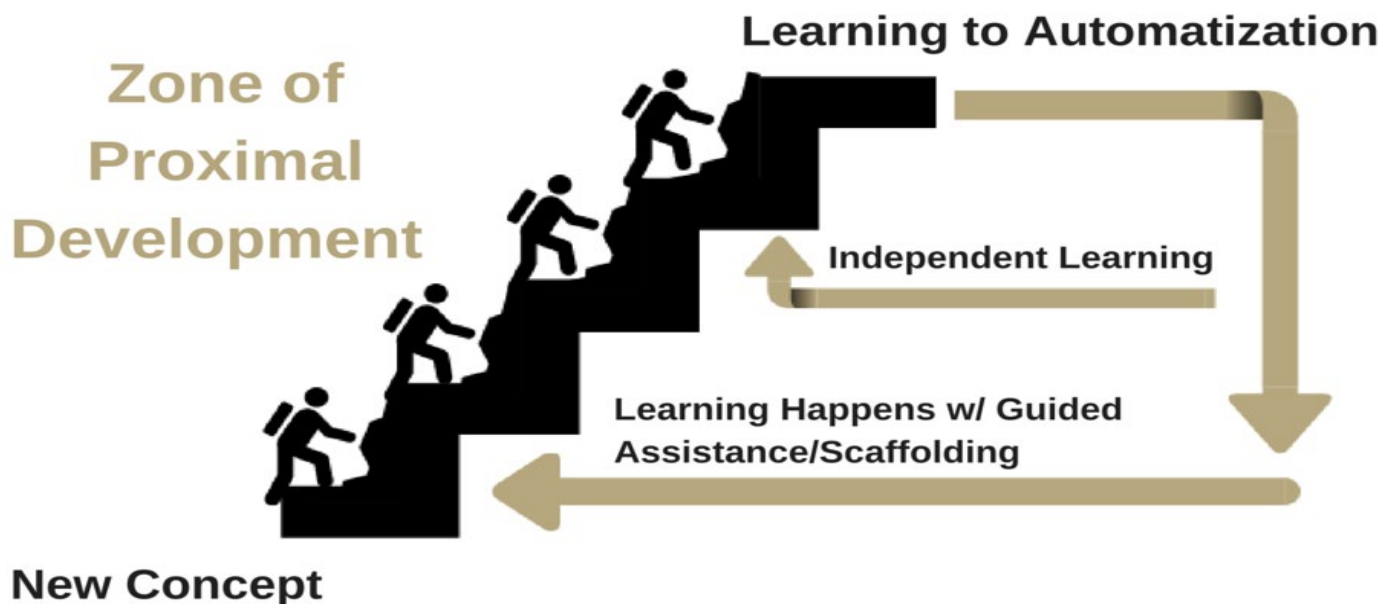 Learning to Automatization
Zone of
Proximal
Development
Independent Learning
Learning Happens w/ Guided
Assistance/Scaffolding
New Concept